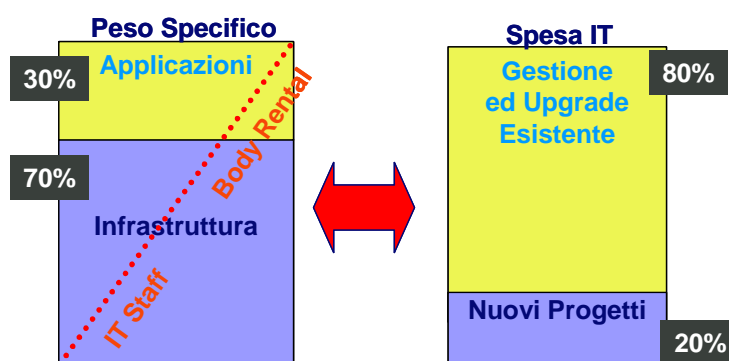 Peso Specifico
Applicazioni
30%
Body Rental
70%
Infrastruttura
IT Staff
Spesa IT
Gestione
ed Upgrade
Esistente
80%
Nuovi Progetti
20%